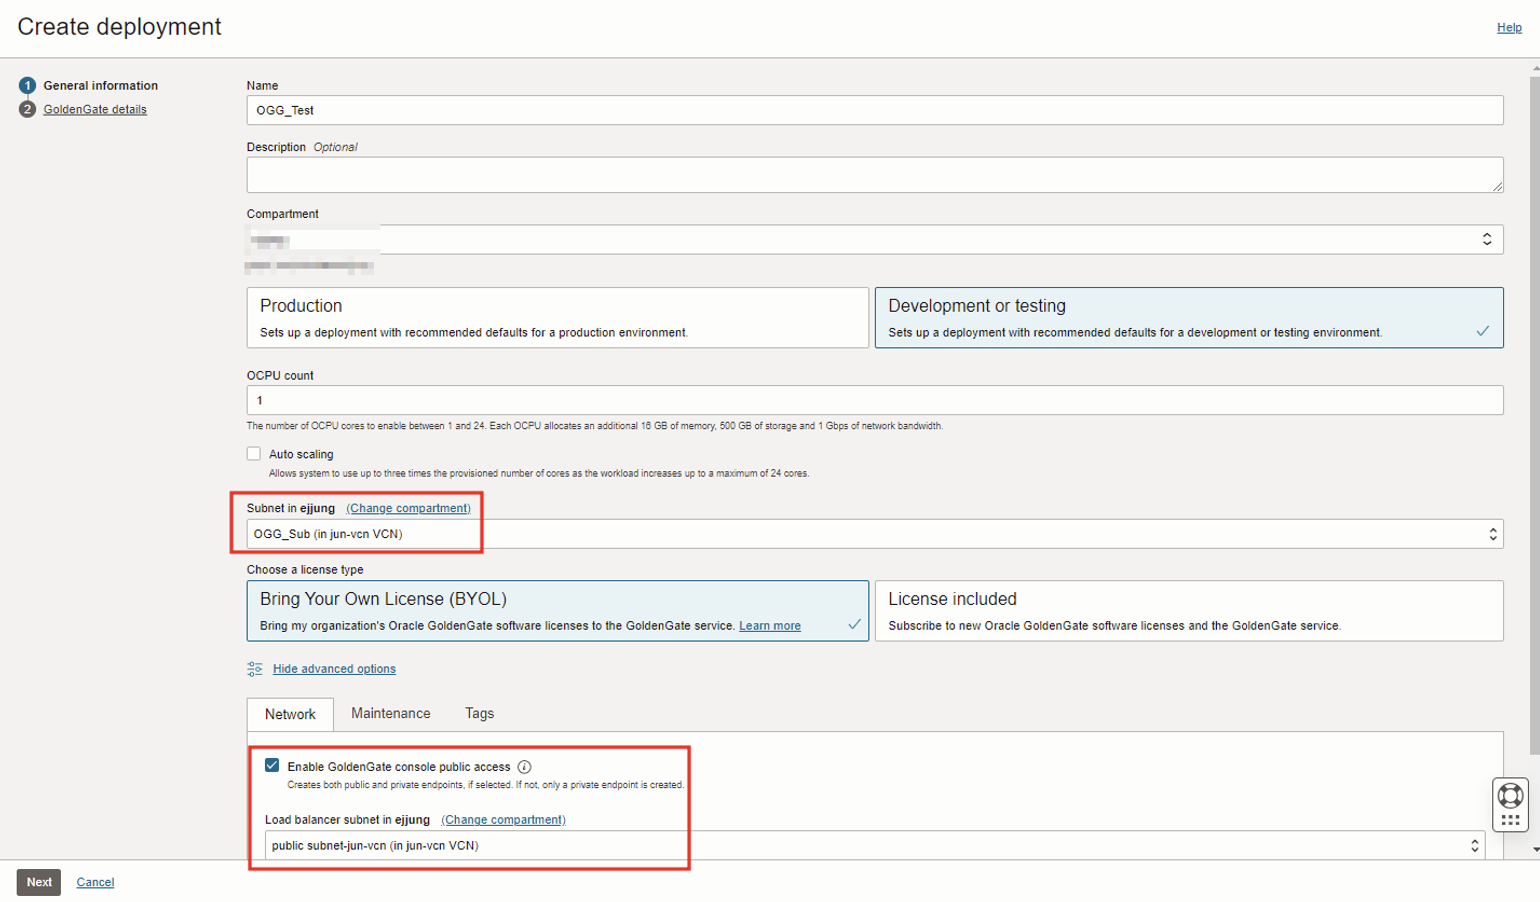 Create deployment
Help
1 General information
2 GoldenGate details
Name
OGG_Test
Description Optional
Compartment
Production
Sets up a deployment with recommended defaults for a production environment.
Development or testing
Sets up a deployment with recommended defaults for a development or testing environment.
OCPU count
1
The number of OCPU cores to enable between 1 and 24. Each OCPU allocates an additional 16 GB of memory, 500 GB of storage and 1 Gbps of network bandwidth.
Auto scaling
Allows system to use up to three times the provisioned number of cores as the workload increases up to a maximum of 24 cores.
Subnet in ejjung (Change compartment)
OGG_Sub (in jun-vcn VCN)
Choose a license type
Bring Your Own License (BYOL)
Bring my organization's Oracle GoldenGate software licenses to the GoldenGate service. Learn more
License included
Subscribe to new Oracle GoldenGate software licenses and the GoldenGate service.
Hide advanced options
Network Maintenance Tags
Enable GoldenGate console public access
Creates both public and private endpoints, if selected. If not, only a private endpoint is created.
Load balancer subnet in ejjung (Change compartment)
public subnet-jun-vcn (in jun-vcn VCN)
Next Cancel